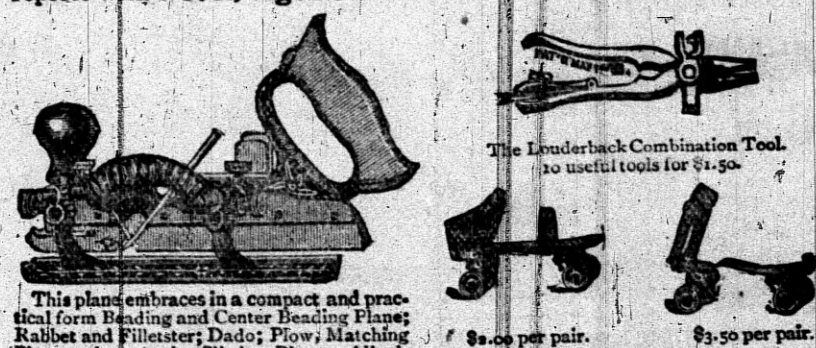 This plane embraces in a compact and prac-
tical form Beading and Center Beading Plane;
Rabbet and Filletster; Dado; Plow, Matching
PAT'D MAY
The Louderback Combination Tool.
10 useful tools for $1.50.
$2.00 per pair.
$3.50 per pair.